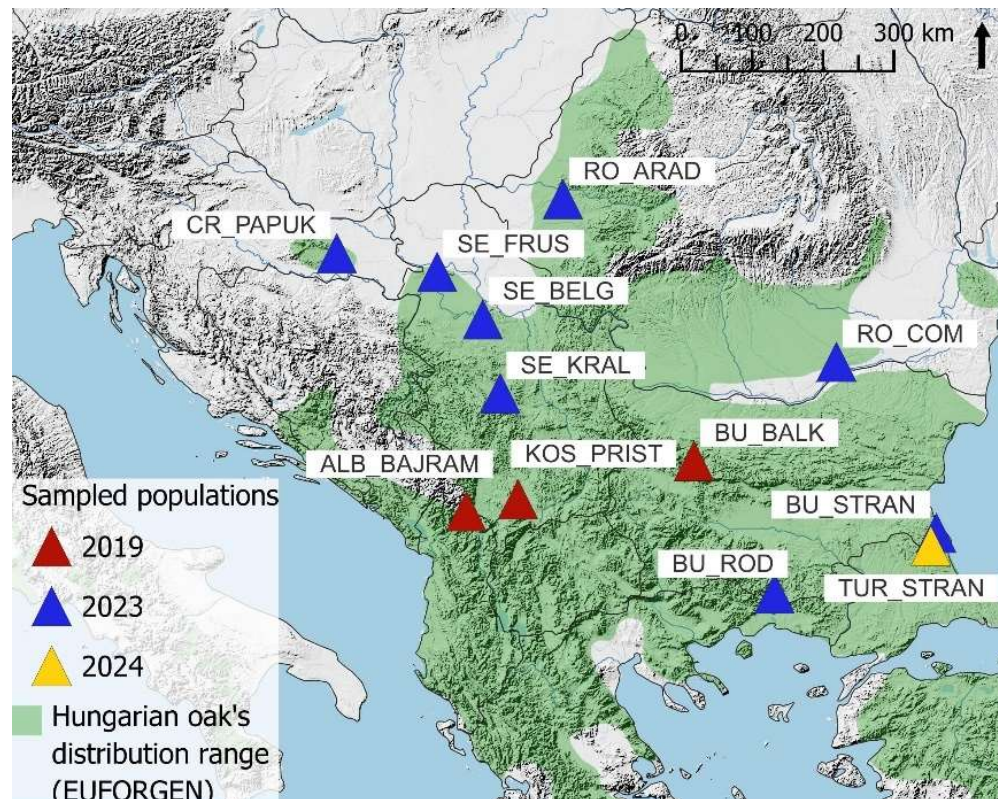 0 100 200 300 km
RO_ARAD
CR_PAPUK
SE_FRUS
SE_BELG
RO_COM
SE_KRAL
BU_BALK
KOS_PRIST
ALB_BAJRAM
Sampled populations
BU_STRAN
2019
BU_ROD
TUR_STRAN
2023
2024
Hungarian oak's
distribution range
(EUFORGEN)